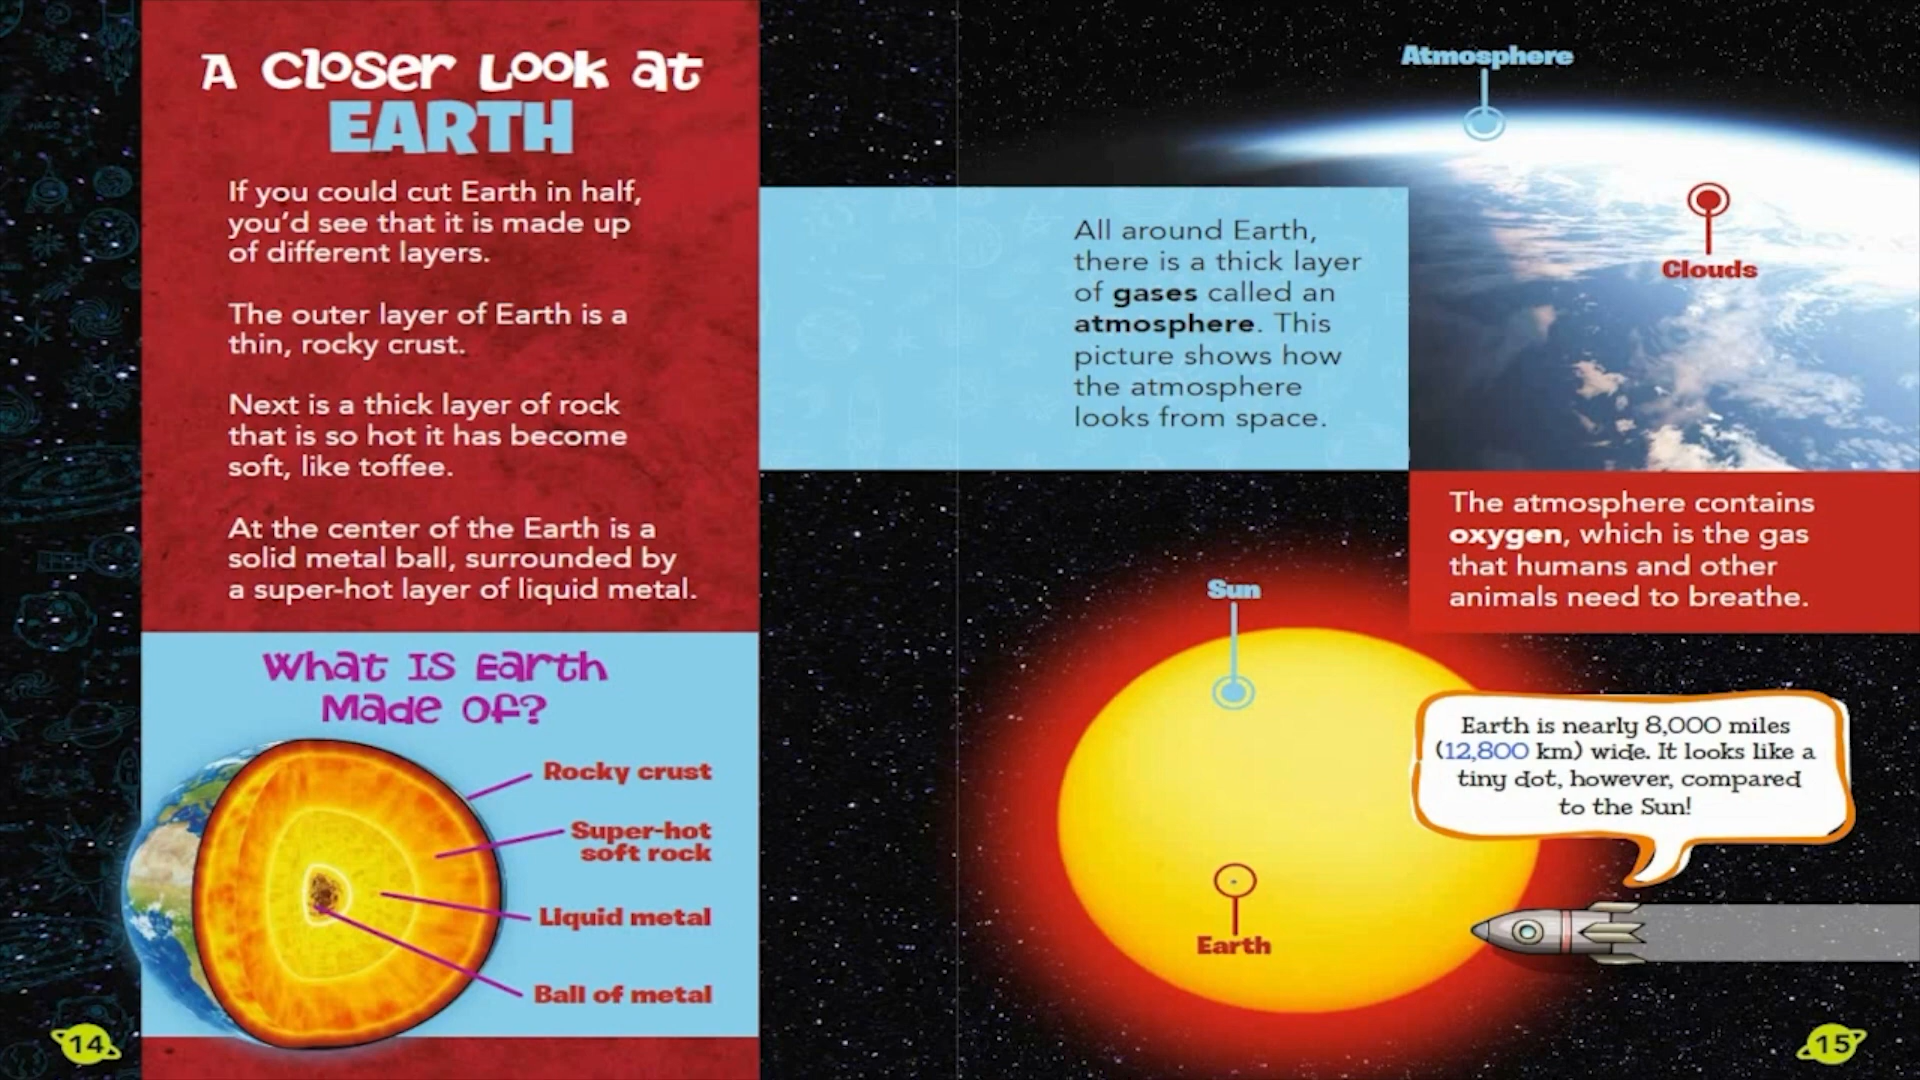 A Closer Look at
EARTH
If you could cut Earth in half,
you'd see that it is made up
of different layers.
The outer layer of Earth is a
thin, rocky crust.
Next is a thick layer of rock
that is so hot it has become
soft, like toffee.
At the center of the Earth is a
solid metal ball, surrounded by
a super-hot layer of liquid metal.
What Is Earth
Made Of?
Rocky crust
Super-hot
soft rock
Liquid metal
Ball of metal
14
Atmosphere
Clouds
All around Earth,
there is a thick layer
of gases called an
atmosphere. This
picture shows how
the atmosphere
looks from space.
The atmosphere contains
oxygen, which is the gas
that humans and other
animals need to breathe.
Sun
Earth is nearly 8,000 miles
(12,800 km) wide. It looks like a
tiny dot, however, compared
to the Sun!
Earth
15